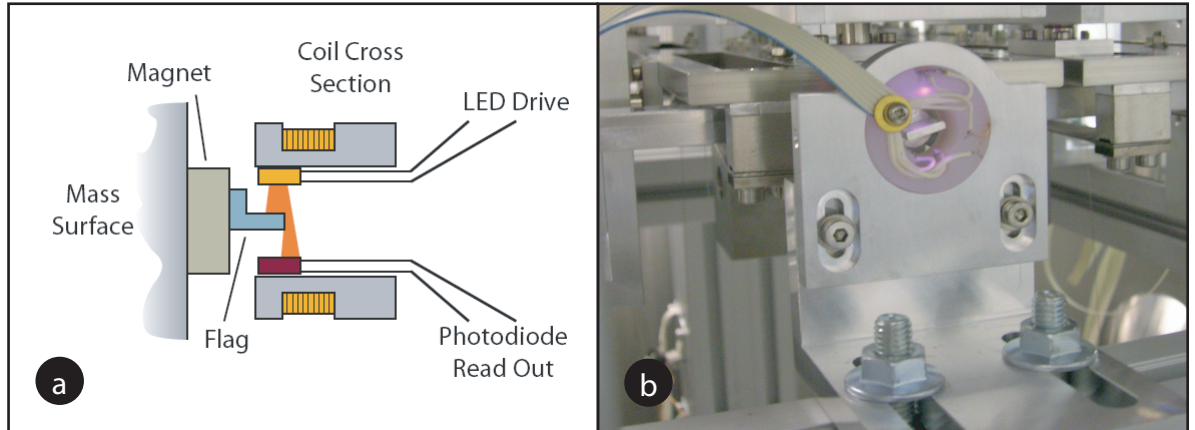 Magnet
Coil Cross
Section
LED Drive
Mass
Surface
Flag
Photodiode
Read Out
a
b